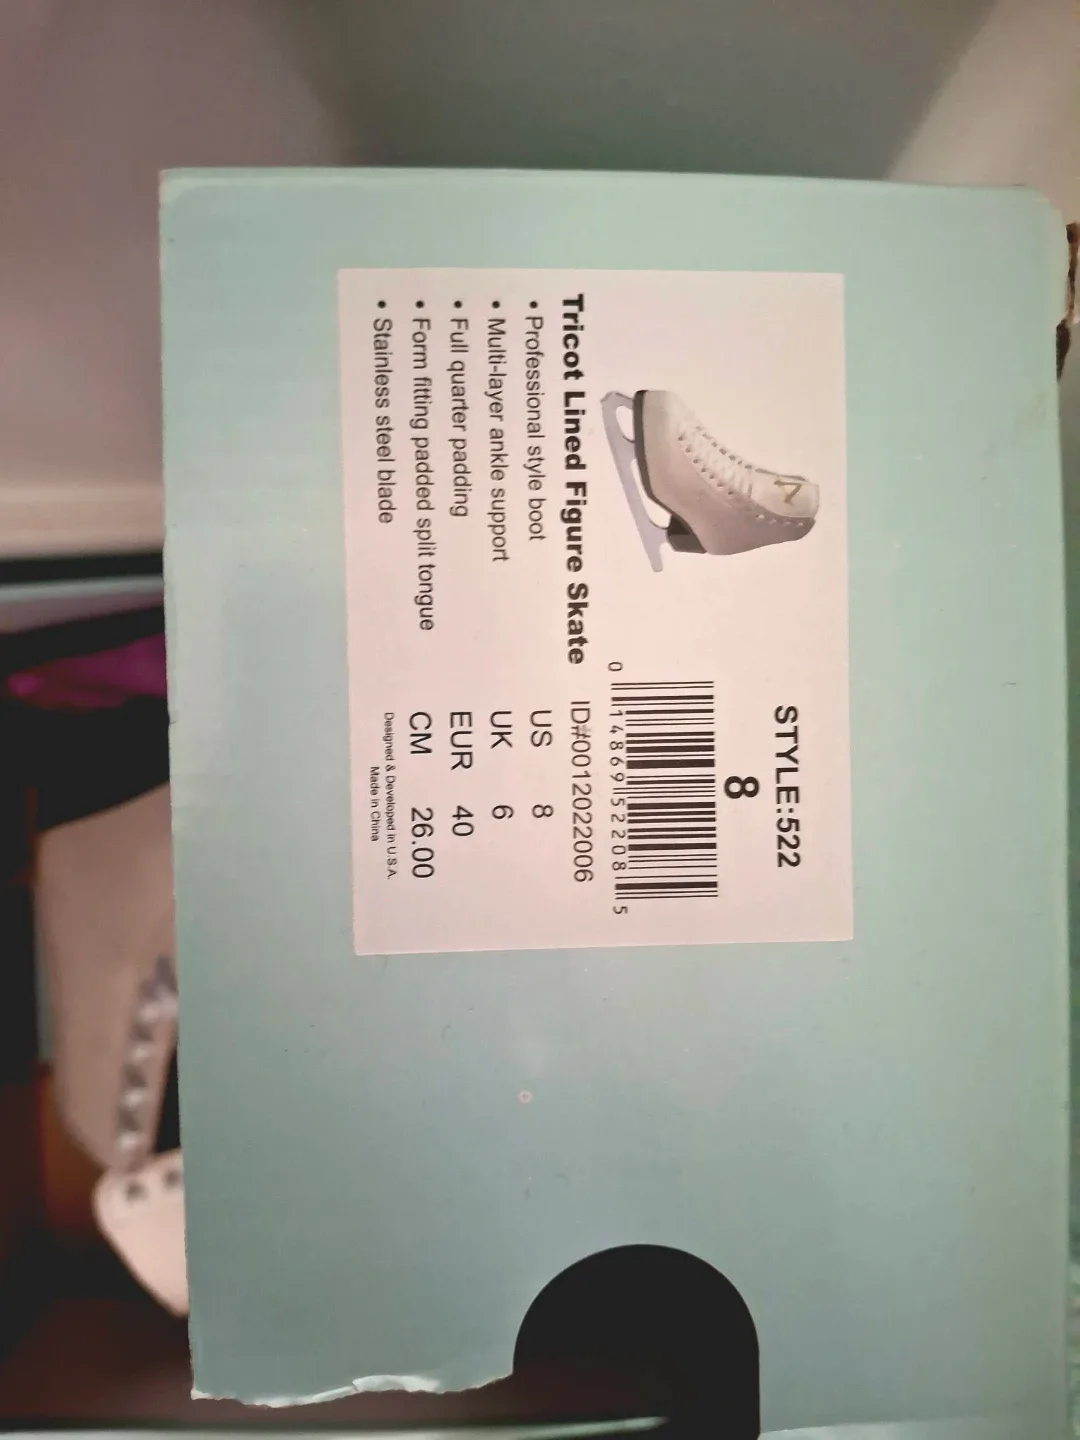 STYLE:522
8
0 14869 52208 5
Tricot Lined Figure Skate ID#0012022006
• Professional style boot
• Multi-layer ankle support
• Full quarter padding
• Form fitting padded split tongue
• Stainless steel blade
US 8
UK 6
EUR 40
CM 26.00
Designed & Developed in U.S.A.
Made in China